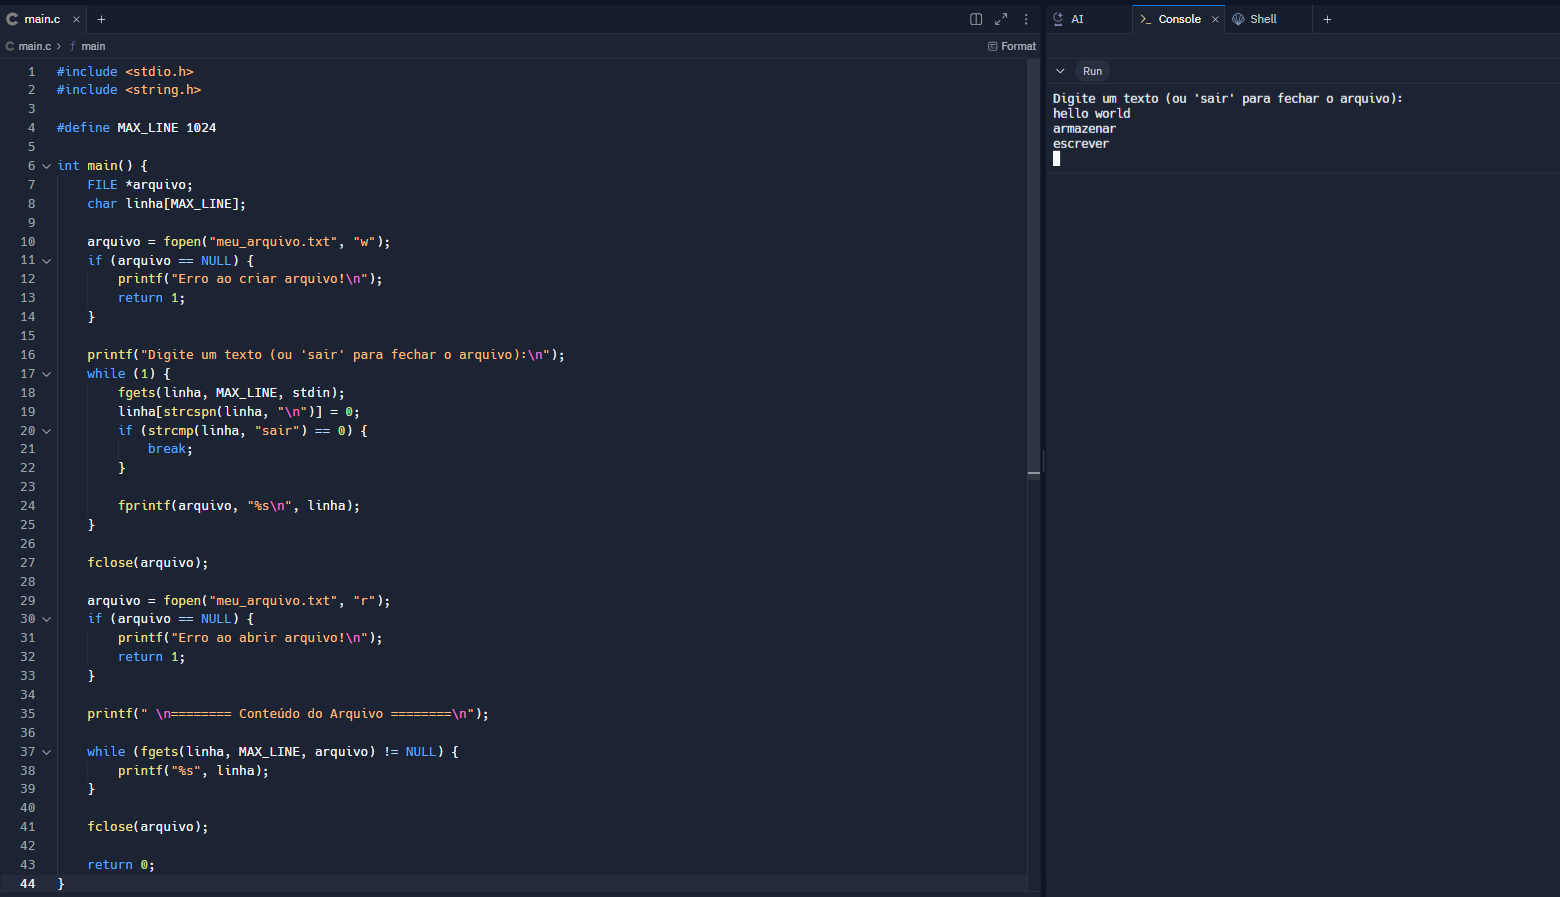 main.c × +
main.c > f main
Format
1 #include <stdio.h>
2 #include <string.h>
3
4 #define MAX_LINE 1024
5
6 int main() {
7     FILE *arquivo;
8     char linha[MAX_LINE];
9
10     arquivo = fopen("meu_arquivo.txt", "w");
11     if (arquivo == NULL) {
12         printf("Erro ao criar arquivo!\n");
13         return 1;
14     }
15
16     printf("Digite um texto (ou 'sair' para fechar o arquivo):\n");
17     while (1) {
18         fgets(linha, MAX_LINE, stdin);
19         linha[strcspn(linha, "\n")] = 0;
20         if (strcmp(linha, "sair") == 0) {
21             break;
22         }
23
24         fprintf(arquivo, "%s\n", linha);
25     }
26
27     fclose(arquivo);
28
29     arquivo = fopen("meu_arquivo.txt", "r");
30     if (arquivo == NULL) {
31         printf("Erro ao abrir arquivo!\n");
32         return 1;
33     }
34
35     printf(" \n======== Conteúdo do Arquivo ========\n");
36
37     while (fgets(linha, MAX_LINE, arquivo) != NULL) {
38         printf("%s", linha);
39     }
40
41     fclose(arquivo);
42
43     return 0;
44 }
AI >_ Console × Shell +
Run
Digite um texto (ou 'sair' para fechar o arquivo):
hello world
armazenar
escrever